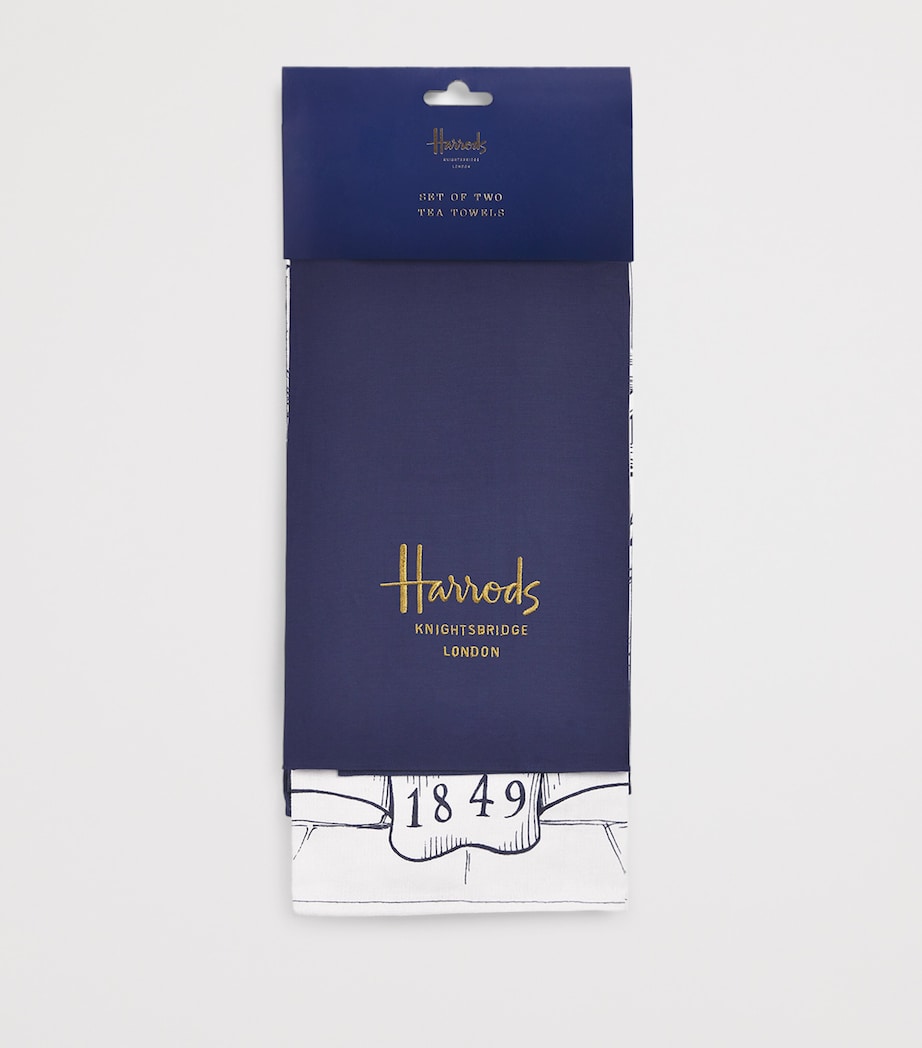 Harrods
KNIGHTSBRIDGE
LONDON
SET OF TWO
TEA TOWELS
Harrods
KNIGHTSBRIDGE
LONDON
1849